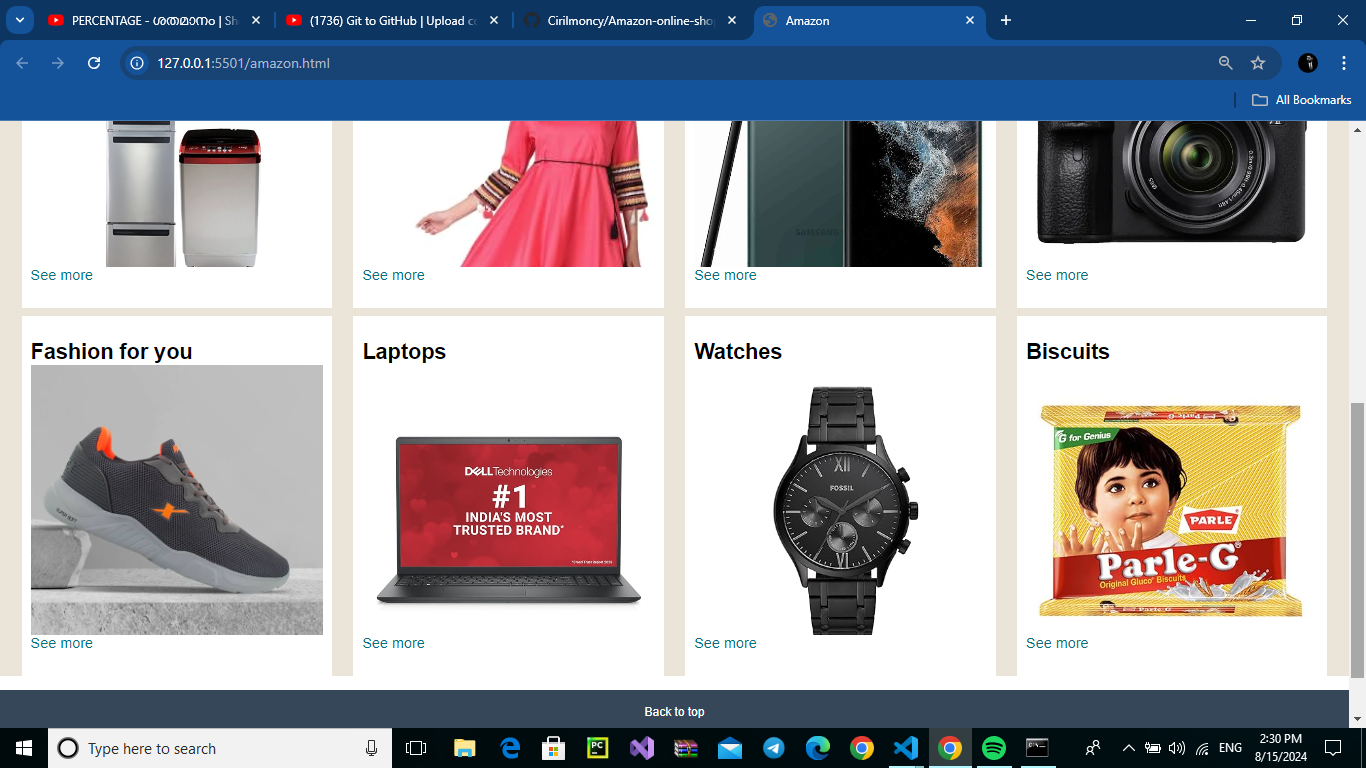 PERCENTAGE - ശതമാനം | Sh
(1736) Git to GitHub | Upload c
Cirilmoncy/Amazon-online-sho
Amazon
127.0.0.1:5501/amazon.html
All Bookmarks
SAMSUNG
See more
See more
See more
See more
Fashion for you
Laptops
Watches
Biscuits
DELL Technologies
#1
INDIA'S MOST
TRUSTED BRAND*
FOSSIL
G for Genius
PARLE
Parle-G®
Original Gluco Biscuits
Parle-G
See more
See more
See more
See more
Back to top
Type here to search
ENG
2:30 PM
8/15/2024